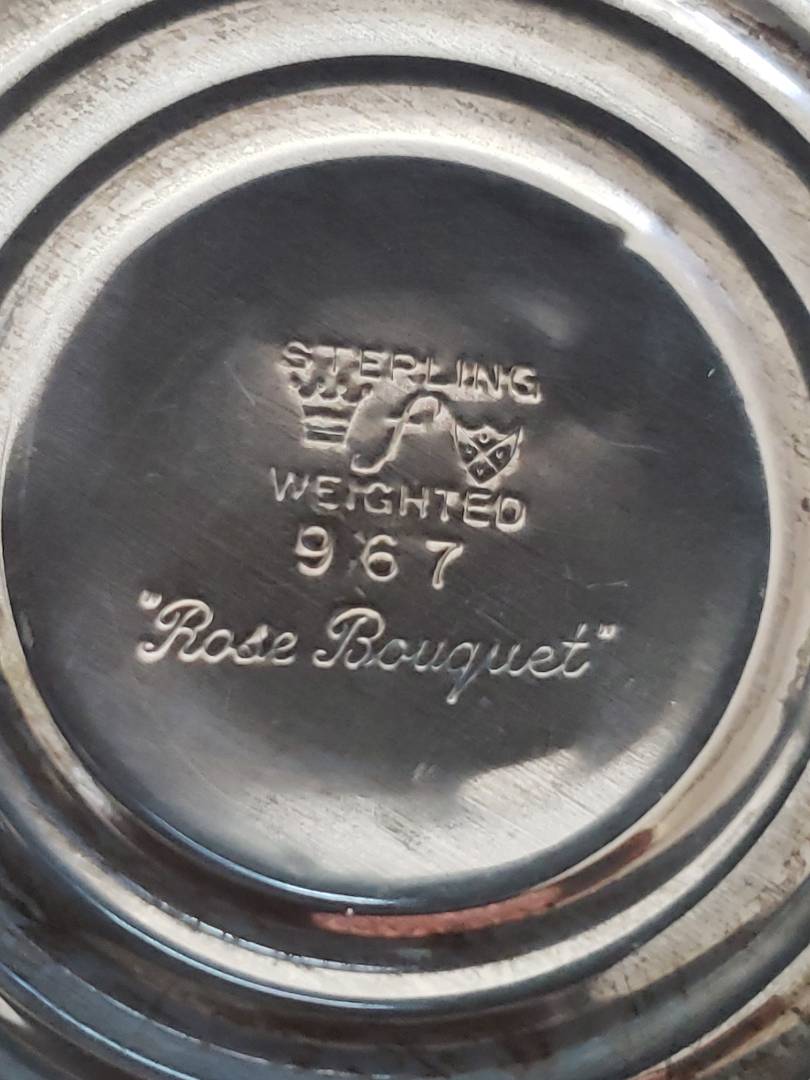 STERLING
f
WEIGHTED
967
"Rose Bouquet"